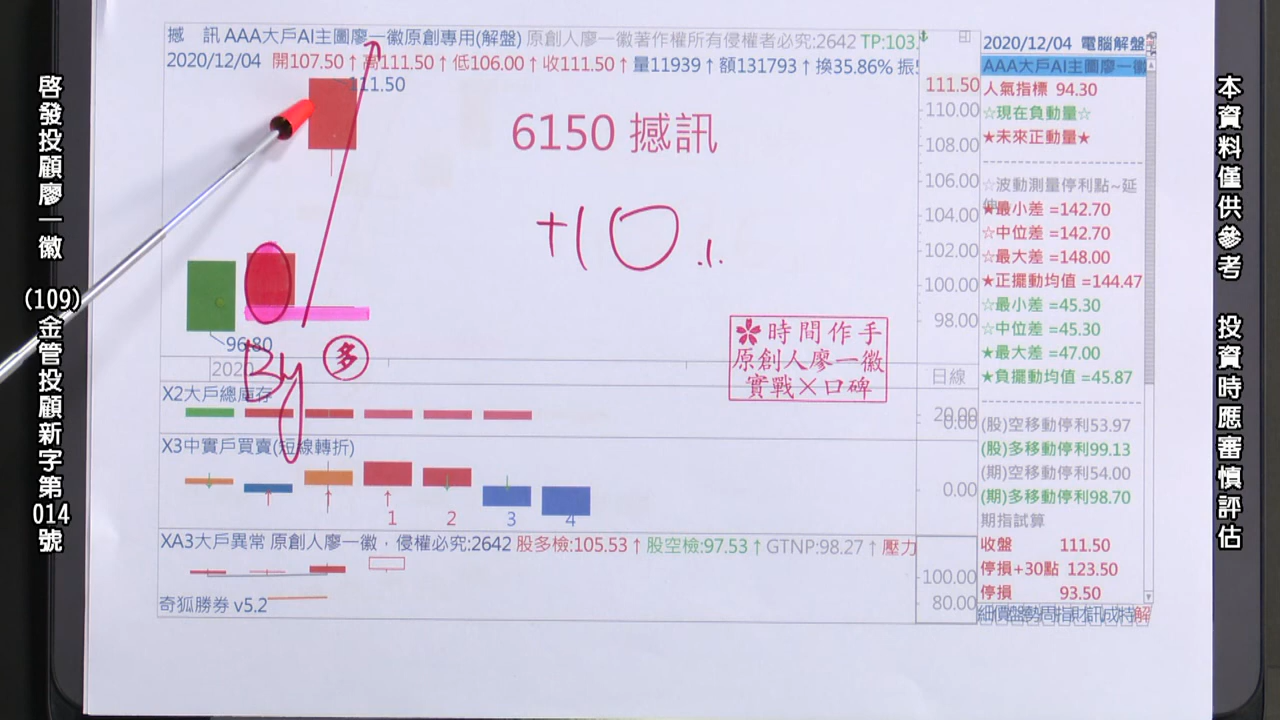 啓發投顧廖一徽 (109)金管投顧新字第014號
撼 訊 AAA大戶AI主圖廖一徽原創專用(解盤) 原創人廖一徽著作權所有侵權者必究:2642 TP:103.
2020/12/04 開107.50↑高111.50↑低106.00↑收111.50↑量11939↑額131793↑換35.86% 振
111.50
6150 撼訊
+10
96.80
By
多
時間作手
原創人廖一徽
實戰×口碑
111.50
110.00
108.00
106.00
104.00
102.00
100.00
98.00
日線
X2大戶總庫存
20.00
0.00
X3中實戶買賣(短線轉折)
0.00
1 2 3 4
XA3大戶異常 原創人廖一徽,侵權必究:2642 股多檢:105.53↑股空檢:97.53↑GTNP:98.27↑壓力
100.00
80.00
奇狐勝券 v5.2
2020/12/04 電腦解盤
AAA大戶AI主圖廖一徽
人氣指標 94.30
☆現在負動量☆
★未來正動量★
☆波動測量停利點~延
★最小差 =142.70
☆中位差 =142.70
☆最大差 =148.00
★正擺動均值 =144.47
☆最小差 =45.30
☆中位差 =45.30
★最大差 =47.00
★負擺動均值 =45.87
(股)空移動停利53.97
(股)多移動停利99.13
(期)空移動停利54.00
(期)多移動停利98.70
期指試算
收盤 111.50
停損+30點 123.50
停損 93.50
細價盤勢周指財訊成持解
本資料僅供參考 投資時應審慎評估